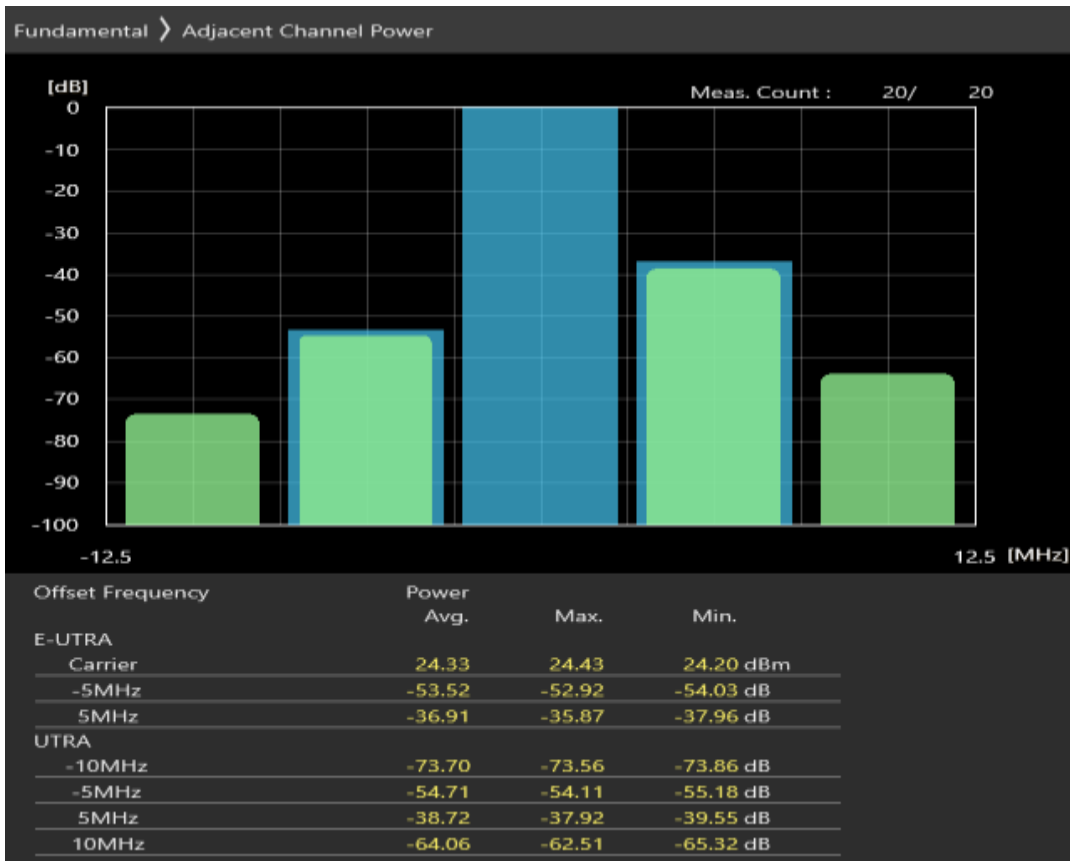 Fundamental 〉 Adjacent Channel Power
[dB]
Meas. Count : 20/ 20
0
-10
-20
-30
-40
-50
-60
-70
-80
-90
-100
-12.5 12.5 [MHz]
Offset Frequency Power
Avg. Max. Min.
E-UTRA
Carrier 24.33 24.43 24.20 dBm
-5MHz -53.52 -52.92 -54.03 dB
5MHz -36.91 -35.87 -37.96 dB
UTRA
-10MHz -73.70 -73.56 -73.86 dB
-5MHz -54.71 -54.11 -55.18 dB
5MHz -38.72 -37.92 -39.55 dB
10MHz -64.06 -62.51 -65.32 dB